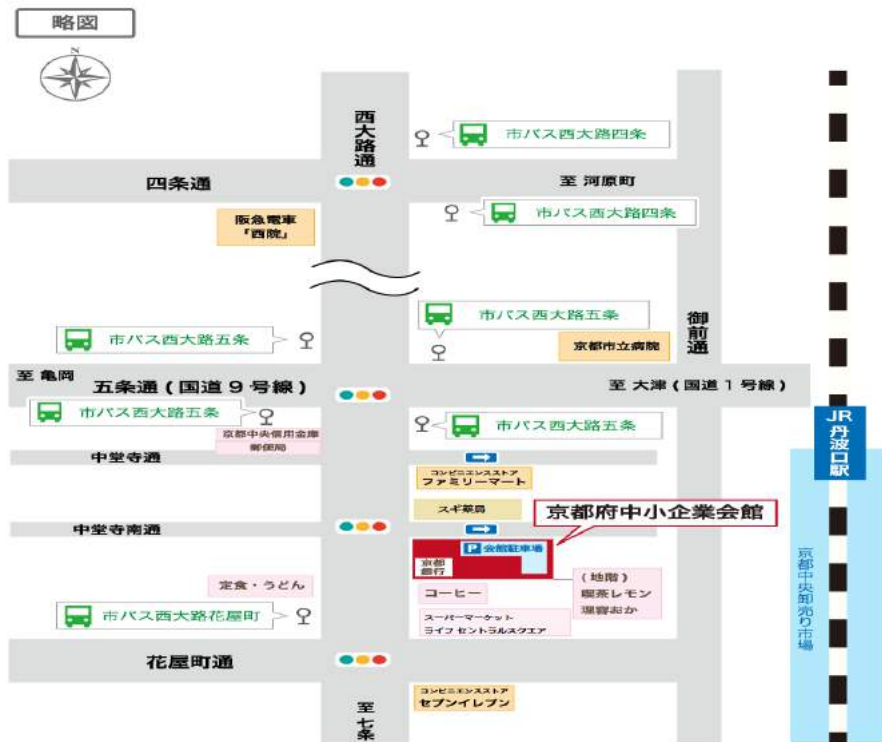 略図
N
西大路通
市バス西大路四条
四条通
至 河原町
阪急電車
「西院」
市バス西大路四条
市バス西大路五条
市バス西大路五条
京都市立病院
御前通
至 亀岡
五条通(国道9号線)
至 大津(国道1号線)
市バス西大路五条
市バス西大路五条
京都中央信用金庫
郵便局
JR丹波口駅
中堂寺通
コンビニエンスストア
ファミリーマート
スギ薬局
京都府中小企業会館
中堂寺南通
P 会館駐車場
京都
銀行
京都中央卸売り市場
定食・うどん
コーヒー
(地階)
喫茶レモン
理容おか
市バス西大路花屋町
スーパーマーケット
ライフ セントラルスクエア
花屋町通
コンビニエンスストア
セブンイレブン
至七条